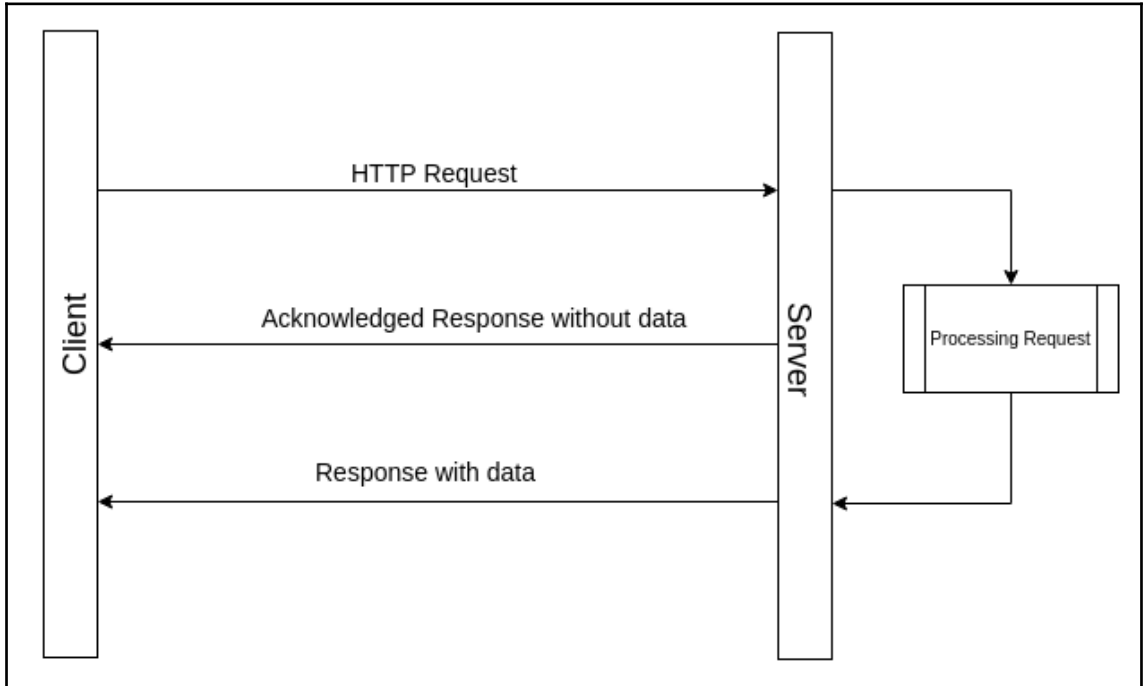 HTTP Request
Client
Acknowledged Response without data
Server
Processing Request
Response with data